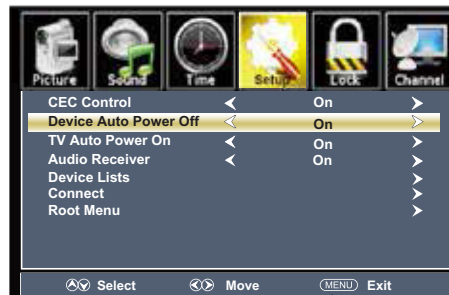 Picture Sound Time Setup Lock Channel
CEC Control On
Device Auto Power Off On
TV Auto Power On On
Audio Receiver On
Device Lists
Connect
Root Menu
Select Move MENU Exit